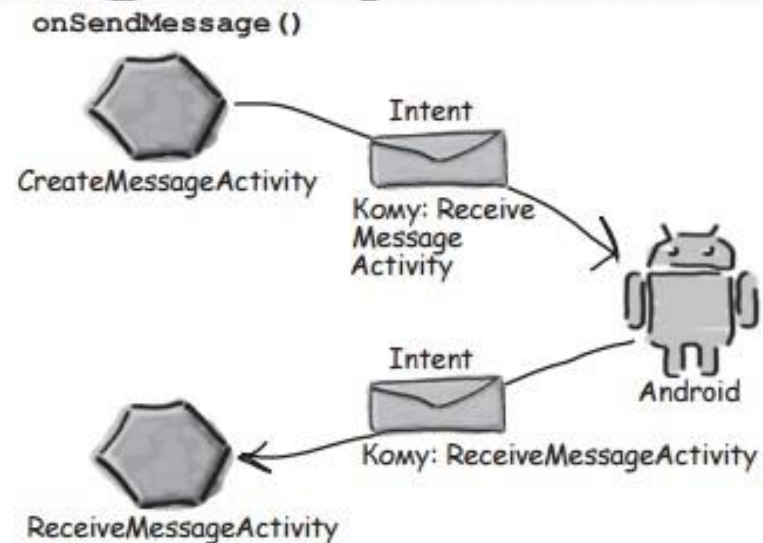 onSendMessage()
Intent
CreateMessageActivity
Кому: Receive
Message
Activity
Android
Intent
Кому: ReceiveMessageActivity
ReceiveMessageActivity